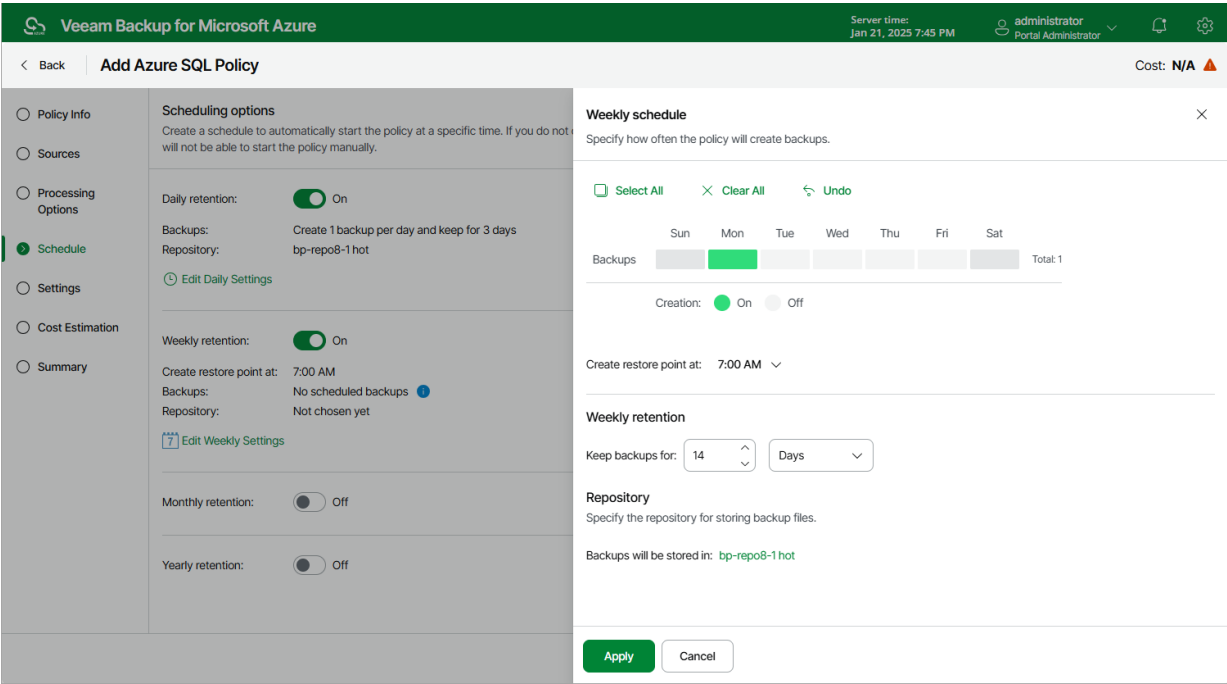 Veeam Backup for Microsoft Azure
Server time:
Jan 21, 2025 7:45 PM
administrator
Portal Administrator
Back
Add Azure SQL Policy
Cost: N/A
Policy Info
Sources
Processing
Options
Schedule
Settings
Cost Estimation
Summary
Scheduling options
Create a schedule to automatically start the policy at a specific time. If you do not
will not be able to start the policy manually.
Daily retention: On
Backups: Create 1 backup per day and keep for 3 days
Repository: bp-repo8-1 hot
Edit Daily Settings
Weekly retention: On
Create restore point at: 7:00 AM
Backups: No scheduled backups
Repository: Not chosen yet
7 Edit Weekly Settings
Monthly retention: Off
Yearly retention: Off
Weekly schedule
Specify how often the policy will create backups.
Select All Clear All Undo
Sun Mon Tue Wed Thu Fri Sat
Backups Total: 1
Creation: On Off
Create restore point at: 7:00 AM
Weekly retention
Keep backups for: 14 Days
Repository
Specify the repository for storing backup files.
Backups will be stored in: bp-repo8-1 hot
Apply Cancel